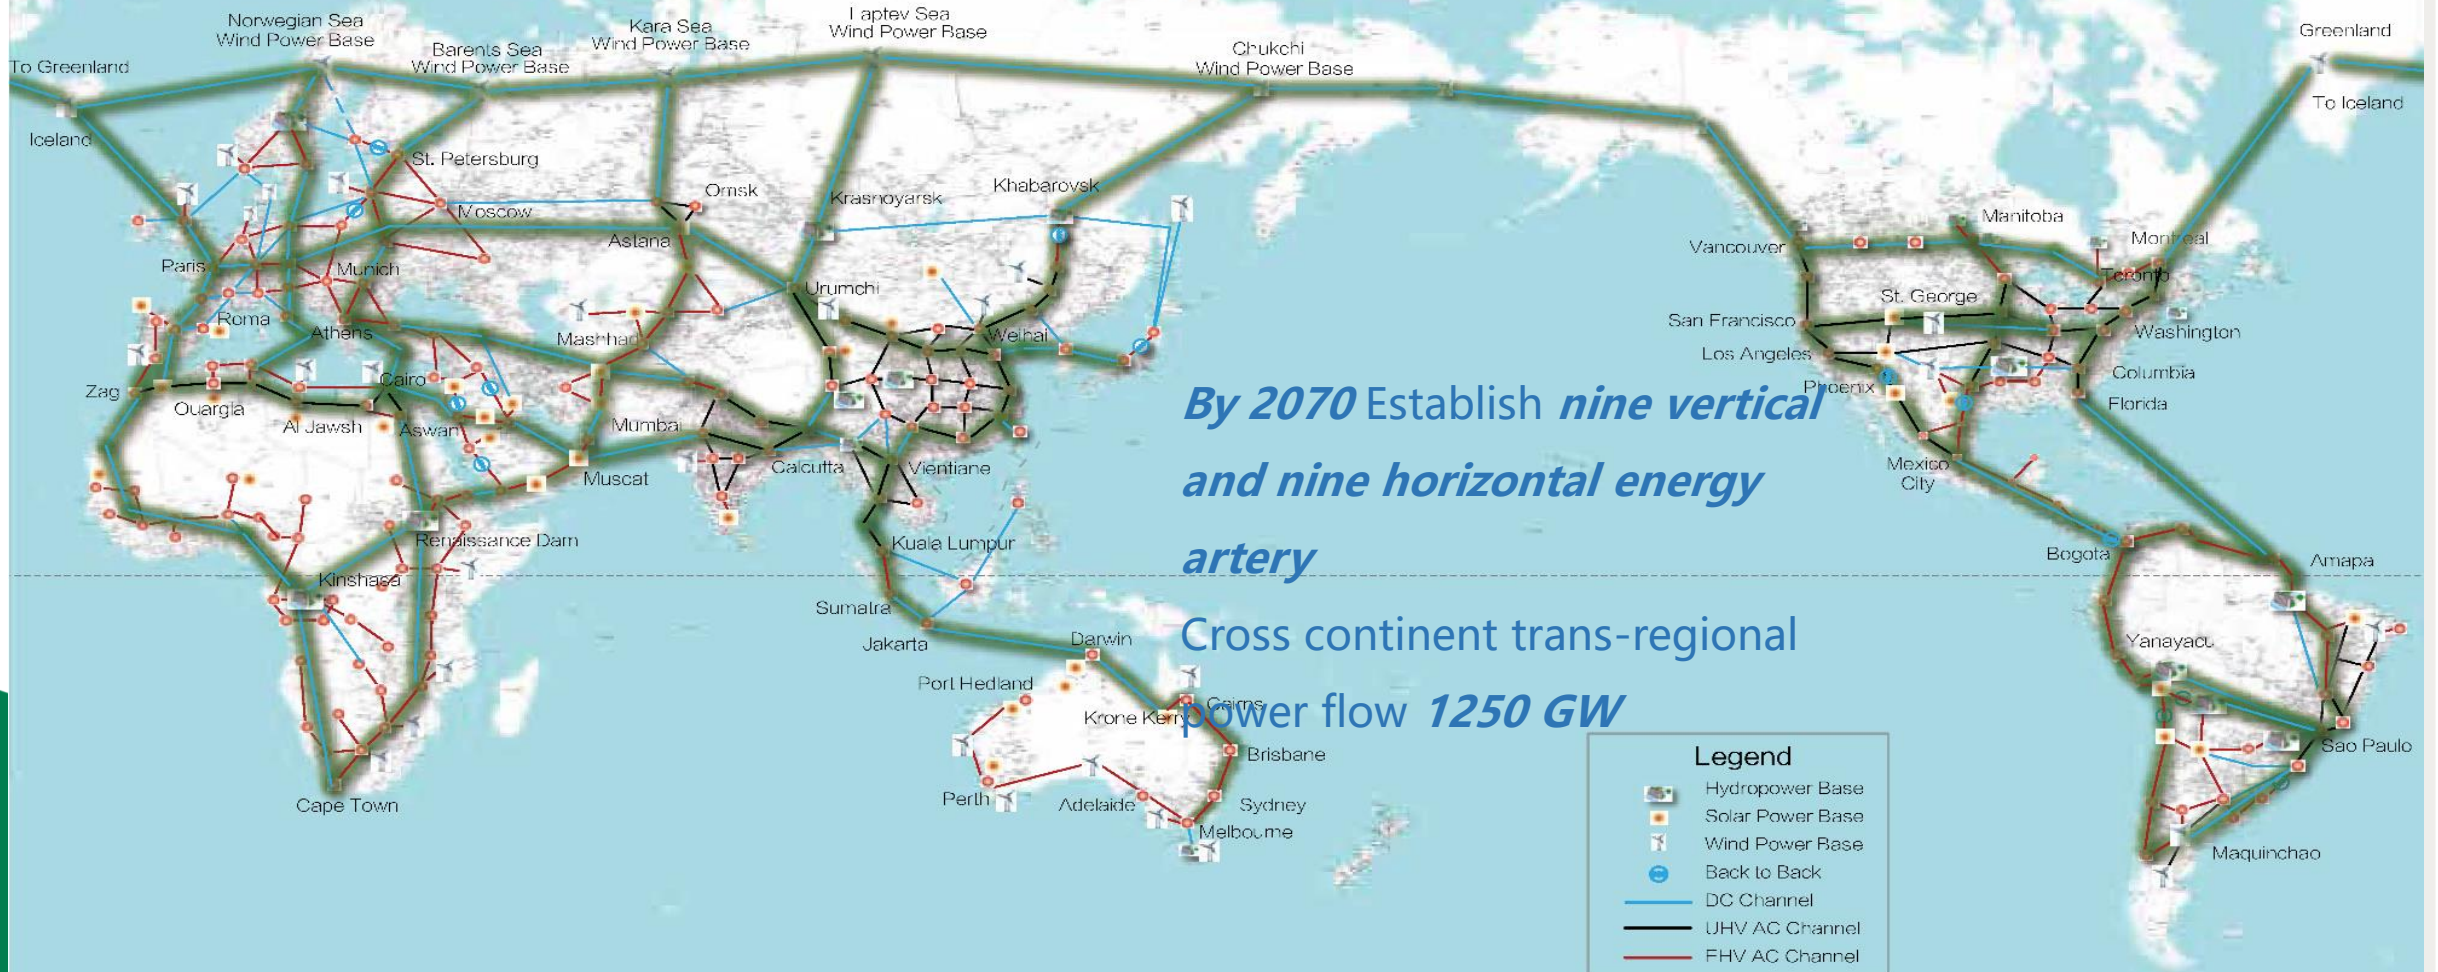 Norwegian Sea
Wind Power Base
Barents Sea
Wind Power Base
Kara Sea
Wind Power Base
Laptev Sea
Wind Power Base
Chukchi
Wind Power Base
Greenland
To Greenland
To Iceland
Iceland
St. Petersburg
Moscow
Omsk
Krasnoyarsk
Khabarovsk
Astana
Paris
Munich
Urumchi
Roma
Athens
Mashhad
Weihai
Zag
Cairo
Ouargla
Al Jawsh
Aswan
Mumbai
Muscat
Calcutta
Vientiane
Renaissance Dam
Kuala Lumpur
Kinshasa
Sumatra
Jakarta
Darwin
Port Hedland
Krone Kerry
Cairns
Brisbane
Perth
Adelaide
Sydney
Melbourne
Cape Town
Vancouver
Manitoba
Montreal
Toronto
St. George
San Francisco
Washington
Los Angeles
Phoenix
Columbia
Florida
Mexico
City
Bogota
Amapa
Yanayacu
Sao Paulo
Maquinchao
By 2070 Establish nine vertical
and nine horizontal energy
artery
Cross continent trans-regional
power flow 1250 GW
Legend
Hydropower Base
Solar Power Base
Wind Power Base
Back to Back
DC Channel
UHV AC Channel
EHV AC Channel